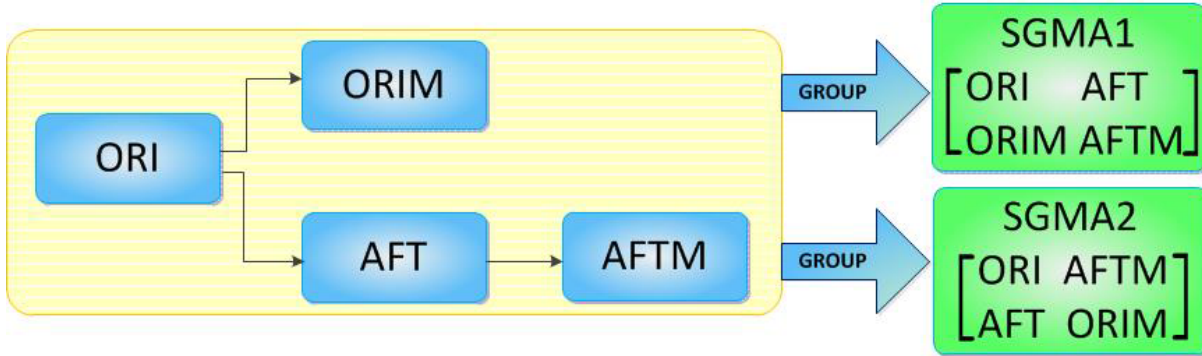 ORI
ORIM
AFT
AFTM
GROUP
GROUP
SGMA1
ORI AFT
ORIM AFTM
SGMA2
ORI AFTM
AFT ORIM